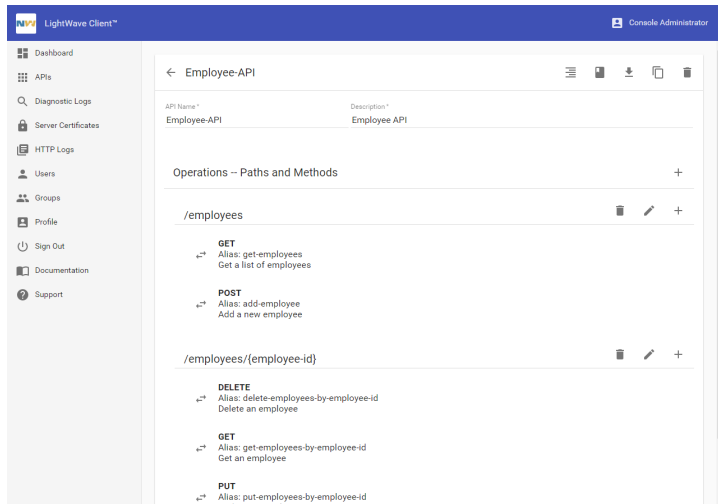 NuWave LightWave Client™
Console Administrator
Dashboard
APIs
Diagnostic Logs
Server Certificates
HTTP Logs
Users
Groups
Profile
Sign Out
Documentation
Support
Employee-API
API Name *
Description *
Employee-API
Employee API
Operations -- Paths and Methods
/employees
GET
Alias: get-employees
Get a list of employees
POST
Alias: add-employee
Add a new employee
/employees/{employee-id}
DELETE
Alias: delete-employees-by-employee-id
Delete an employee
GET
Alias: get-employees-by-employee-id
Get an employee
PUT
Alias: put-employees-by-employee-id